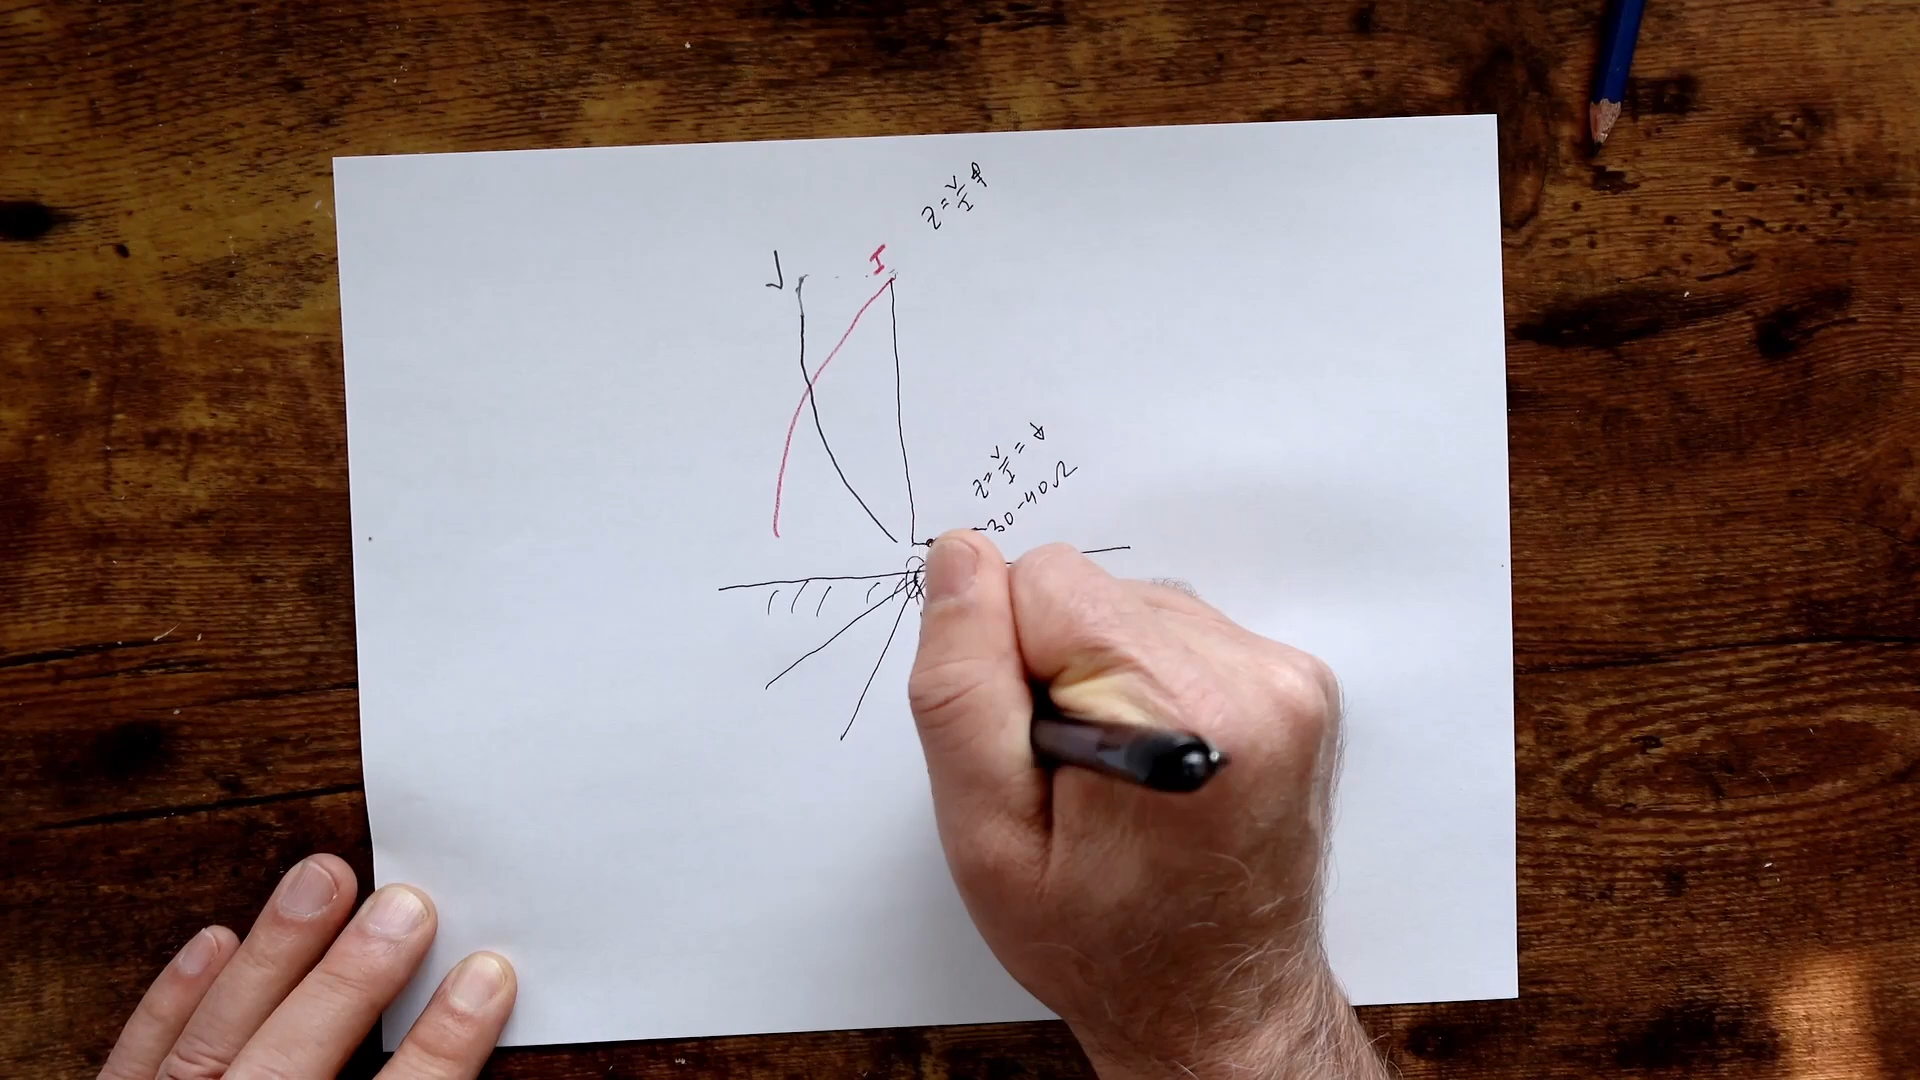 Z = V/I ↑
V
I
Z = V/I = ↓
~30-40Ω